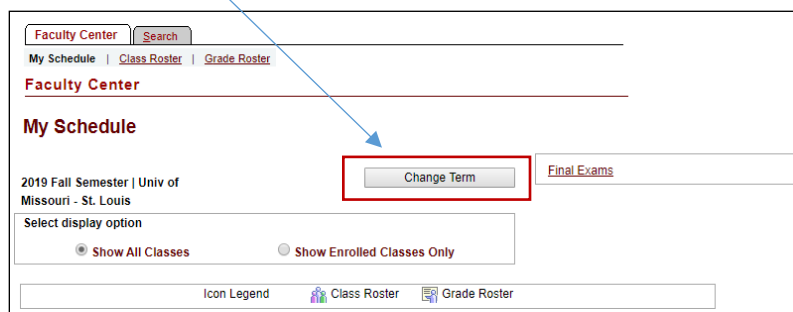 Faculty Center Search
My Schedule | Class Roster | Grade Roster
Faculty Center
My Schedule
2019 Fall Semester | Univ of
Missouri - St. Louis
Change Term
Final Exams
Select display option
Show All Classes Show Enrolled Classes Only
Icon Legend Class Roster Grade Roster